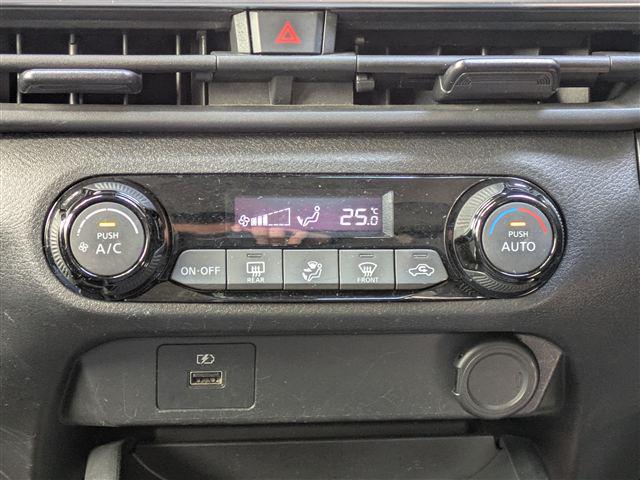 25.0°C
PUSH
A/C
PUSH
AUTO
ON·OFF
REAR
FRONT